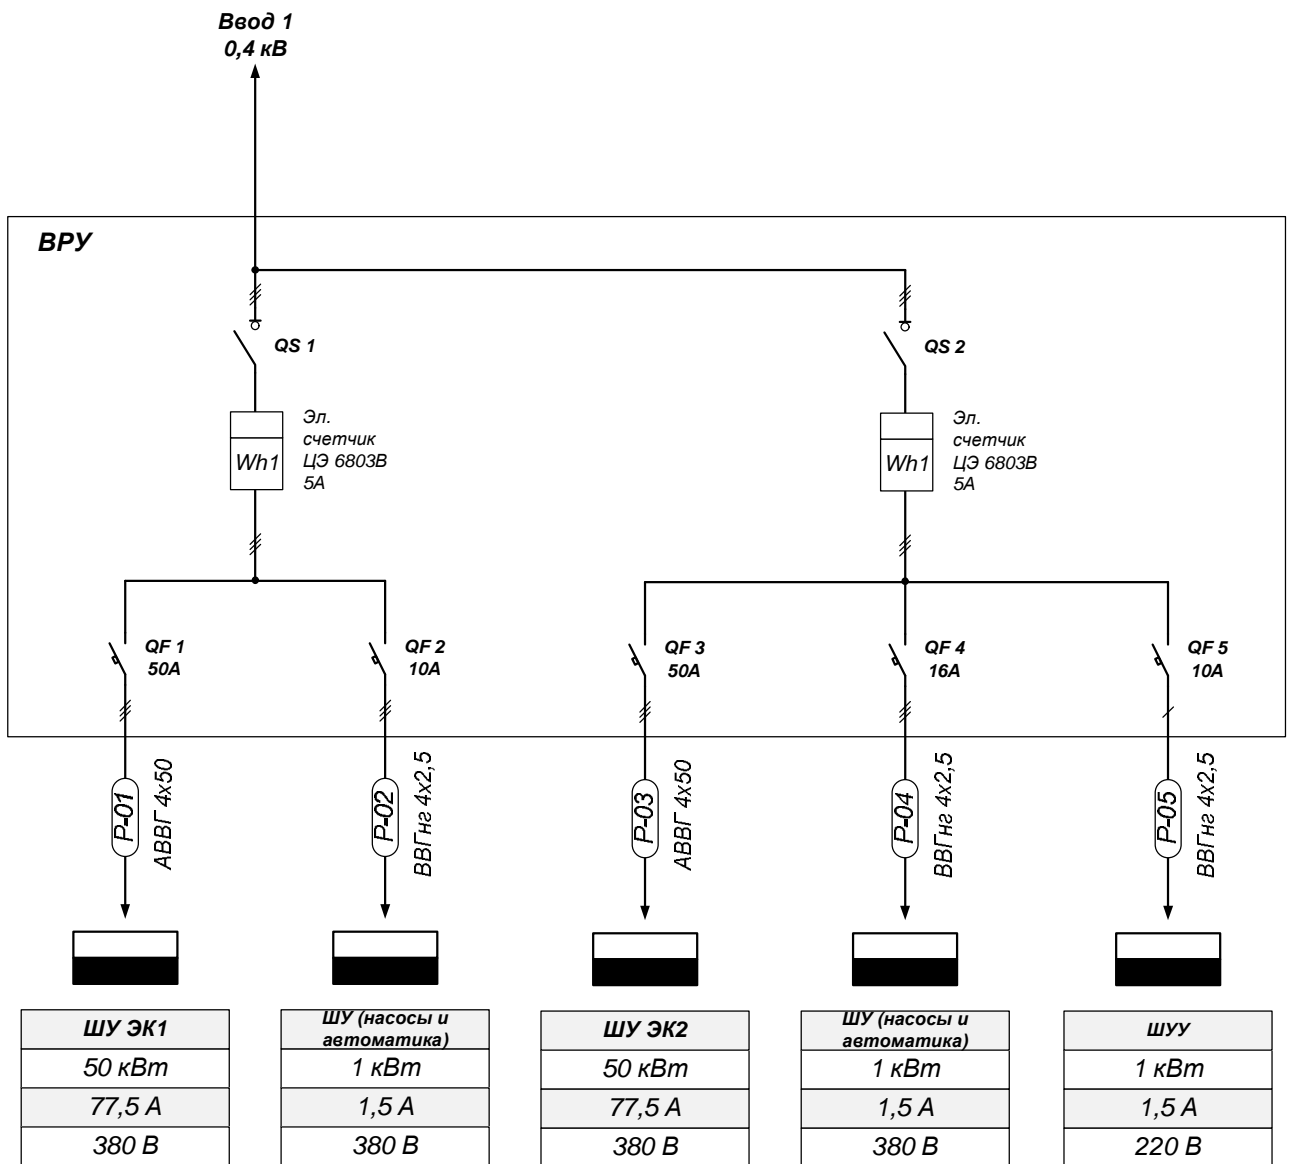 Ввод 1
0,4 кВ
ВРУ
QS 1
QS 2
Эл.
счетчик
ЦЭ 6803В
5А
Wh1
Эл.
счетчик
ЦЭ 6803В
5А
Wh1
QF 1
50А
QF 2
10А
QF 3
50А
QF 4
16А
QF 5
10А
Р-01
АВВГ 4х50
Р-02
ВВГнг 4х2,5
Р-03
АВВГ 4х50
Р-04
ВВГнг 4х2,5
Р-05
ВВГнг 4х2,5
ШУ ЭК1
50 кВт
77,5 А
380 В
ШУ (насосы и
автоматика)
1 кВт
1,5 А
380 В
ШУ ЭК2
50 кВт
77,5 А
380 В
ШУ (насосы и
автоматика)
1 кВт
1,5 А
380 В
ШУУ
1 кВт
1,5 А
220 В